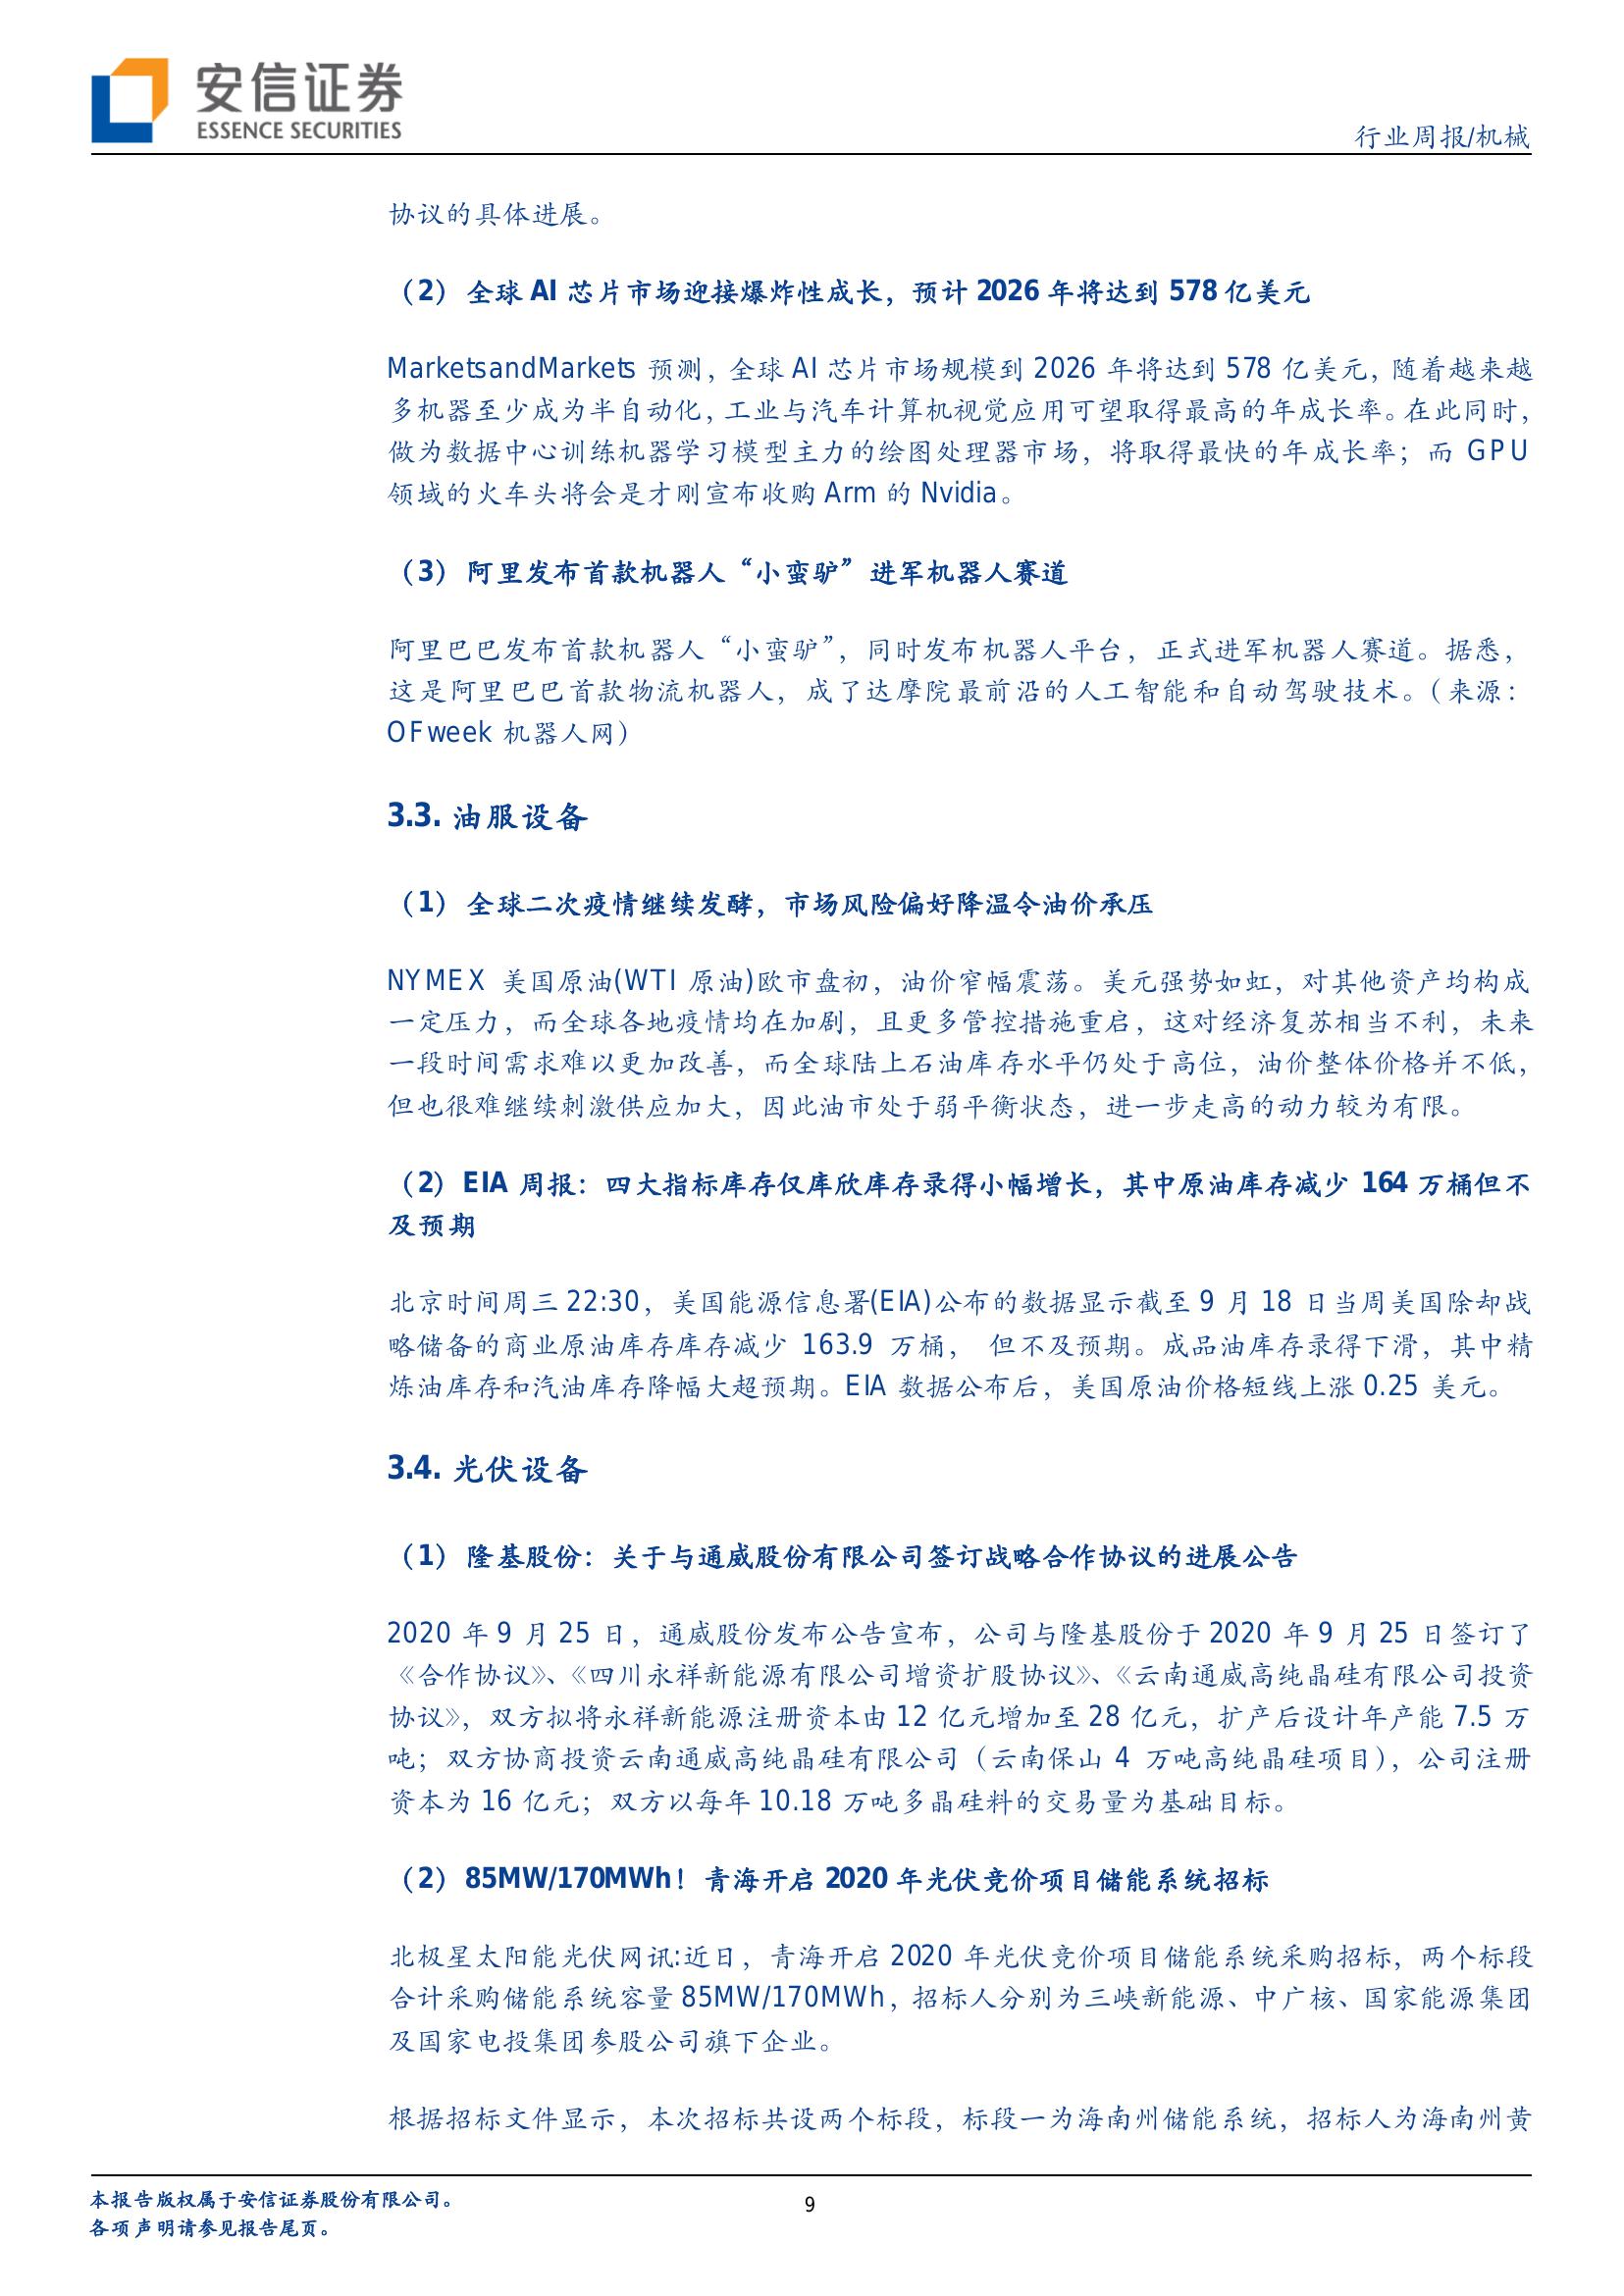 安信证券
ESSENCE SECURITIES
行业周报/机械
协议的具体进展。
（2） 全球 AI 芯片市场迎接爆炸性成长，预计 2026 年将达到 578 亿美元
MarketsandMarkets 预测，全球 AI 芯片市场规模到 2026 年将达到 578 亿美元，随着越来越
多机器至少成为半自动化，工业与汽车计算机视觉应用可望取得最高的年成长率。在此同时，
做为数据中心训练机器学习模型主力的绘图处理器市场，将取得最快的年成长率；而 GPU
领域的火车头将会是才刚宣布收购 Arm 的 Nvidia。
（3） 阿里发布首款机器人“小蛮驴”进军机器人赛道
阿里巴巴发布首款机器人“小蛮驴”，同时发布机器人平台，正式进军机器人赛道。据悉，
这是阿里巴巴首款物流机器人，成了达摩院最前沿的人工智能和自动驾驶技术。（来源：
OFweek 机器人网）
3.3. 油服设备
（1） 全球二次疫情继续发酵，市场风险偏好降温令油价承压
NYMEX 美国原油(WTI 原油)欧市盘初，油价窄幅震荡。美元强势如虹，对其他资产均构成
一定压力，而全球各地疫情均在加剧，且更多管控措施重启，这对经济复苏相当不利，未来
一段时间需求难以更加改善，而全球陆上石油库存水平仍处于高位，油价整体价格并不低，
但也很难继续刺激供应加大，因此油市处于弱平衡状态，进一步走高的动力较为有限。
（2）EIA 周报：四大指标库存仅库欣库存录得小幅增长，其中原油库存减少 164 万桶但不
及预期
北京时间周三 22:30，美国能源信息署(EIA)公布的数据显示截至 9 月 18 日当周美国除却战
略储备的商业原油库存库存减少 163.9 万桶， 但不及预期。成品油库存录得下滑，其中精
炼油库存和汽油库存降幅大超预期。EIA 数据公布后，美国原油价格短线上涨 0.25 美元。
3.4. 光伏设备
（1） 隆基股份：关于与通威股份有限公司签订战略合作协议的进展公告
2020 年 9 月 25 日，通威股份发布公告宣布，公司与隆基股份于 2020 年 9 月 25 日签订了
《合作协议》、《四川永祥新能源有限公司增资扩股协议》、《云南通威高纯晶硅有限公司投资
协议》，双方拟将永祥新能源注册资本由 12 亿元增加至 28 亿元，扩产后设计年产能 7.5 万
吨；双方协商投资云南通威高纯晶硅有限公司（云南保山 4 万吨高纯晶硅项目），公司注册
资本为 16 亿元；双方以每年 10.18 万吨多晶硅料的交易量为基础目标。
（2）85MW/170MWh！青海开启 2020 年光伏竞价项目储能系统招标
北极星太阳能光伏网讯:近日，青海开启 2020 年光伏竞价项目储能系统采购招标，两个标段
合计采购储能系统容量 85MW/170MWh，招标人分别为三峡新能源、中广核、国家能源集团
及国家电投集团参股公司旗下企业。
根据招标文件显示，本次招标共设两个标段，标段一为海南州储能系统，招标人为海南州黄
本报告版权属于安信证券股份有限公司。
各项声明请参见报告尾页。
9